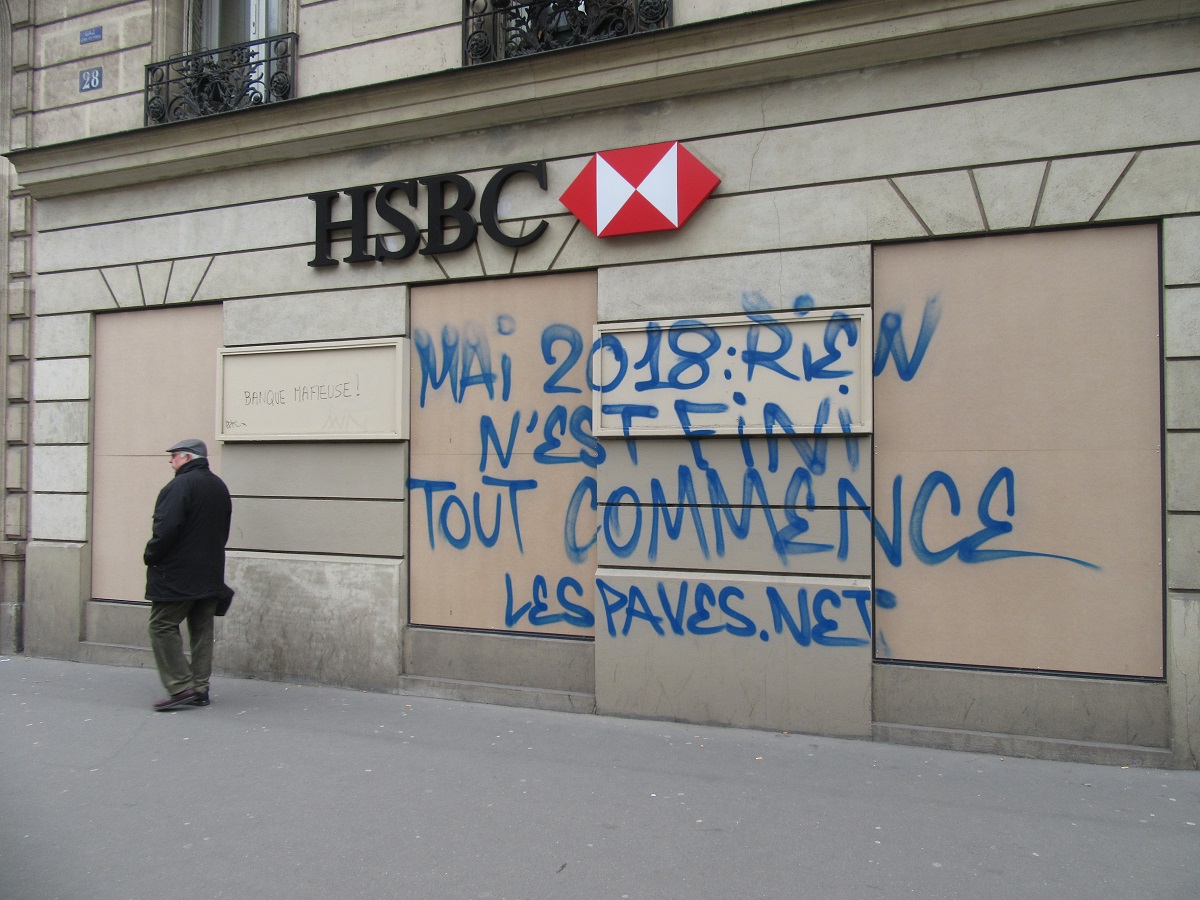 28
HSBC
BANQUE MAFIEUSE !
MAI 2018: RIEN
N'EST FINI
TOUT COMMENCE
LESPAVES.NET